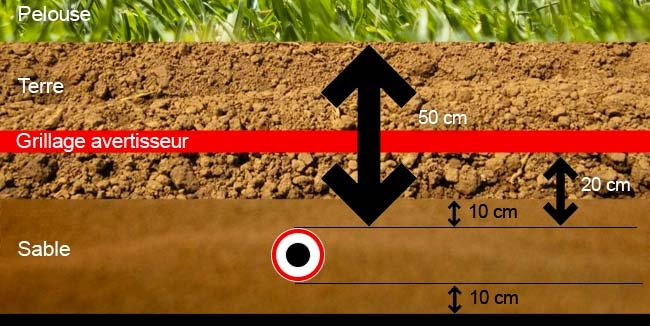 Pelouse
Terre
50 cm
Grillage avertisseur
20 cm
10 cm
Sable
10 cm